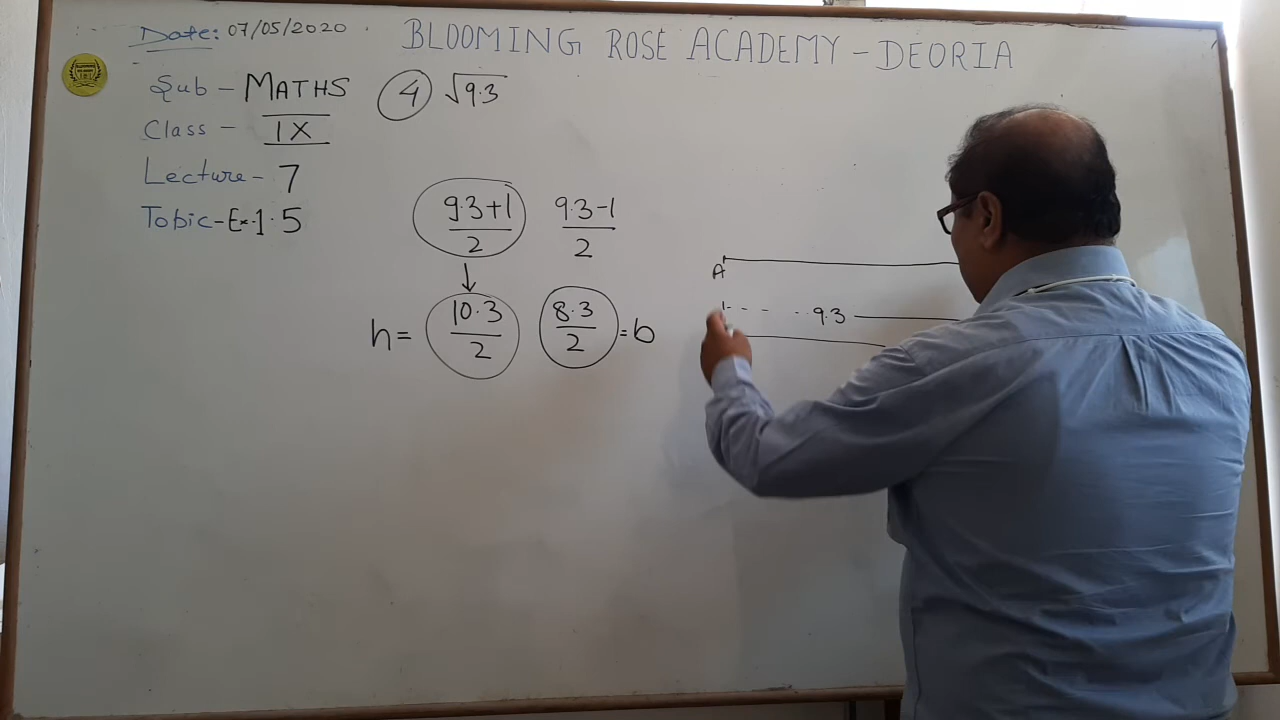 Date: 07/05/2020
BLOOMING ROSE ACADEMY - DEORIA
Sub - MATHS
4 √9.3
Class - IX
Lecture - 7
Tobic - Ex.1.5
9.3+1/2 9.3-1/2
h= 10.3/2 8.3/2 =b
A
9.3